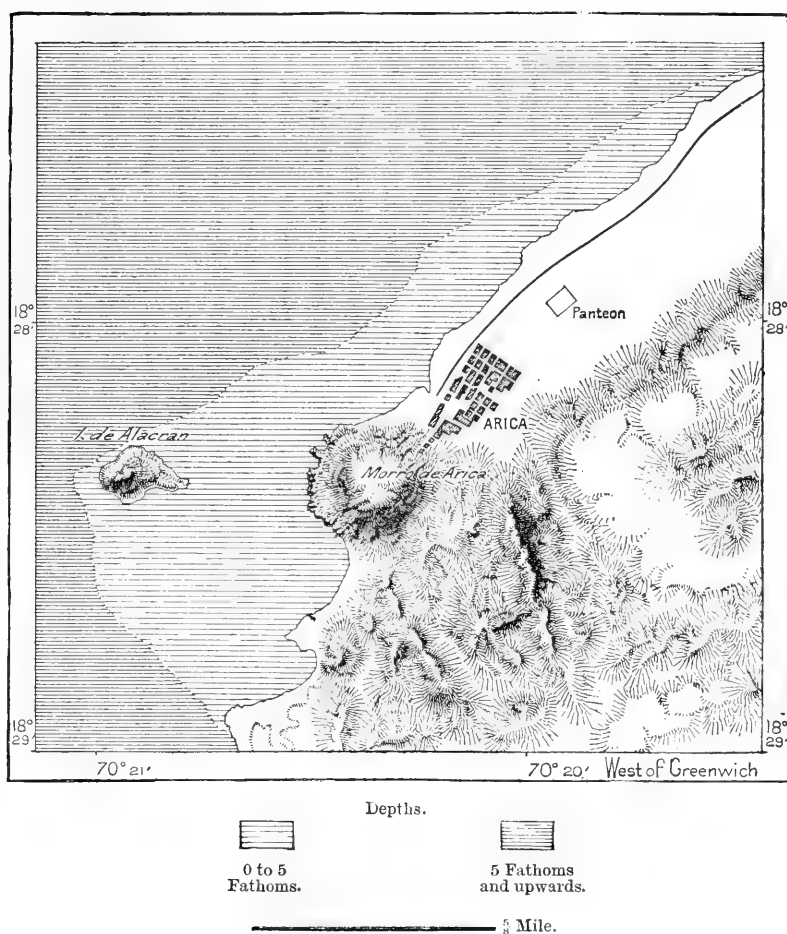 18°
28′
18°
28′
Panteon
I. de Alacran
ARICA
Morro de Arica
18°
29′
18°
29′
70° 21′
70° 20′ West of Greenwich
Depths.
0 to 5
Fathoms.
5 Fathoms
and upwards.
5/8 Mile.